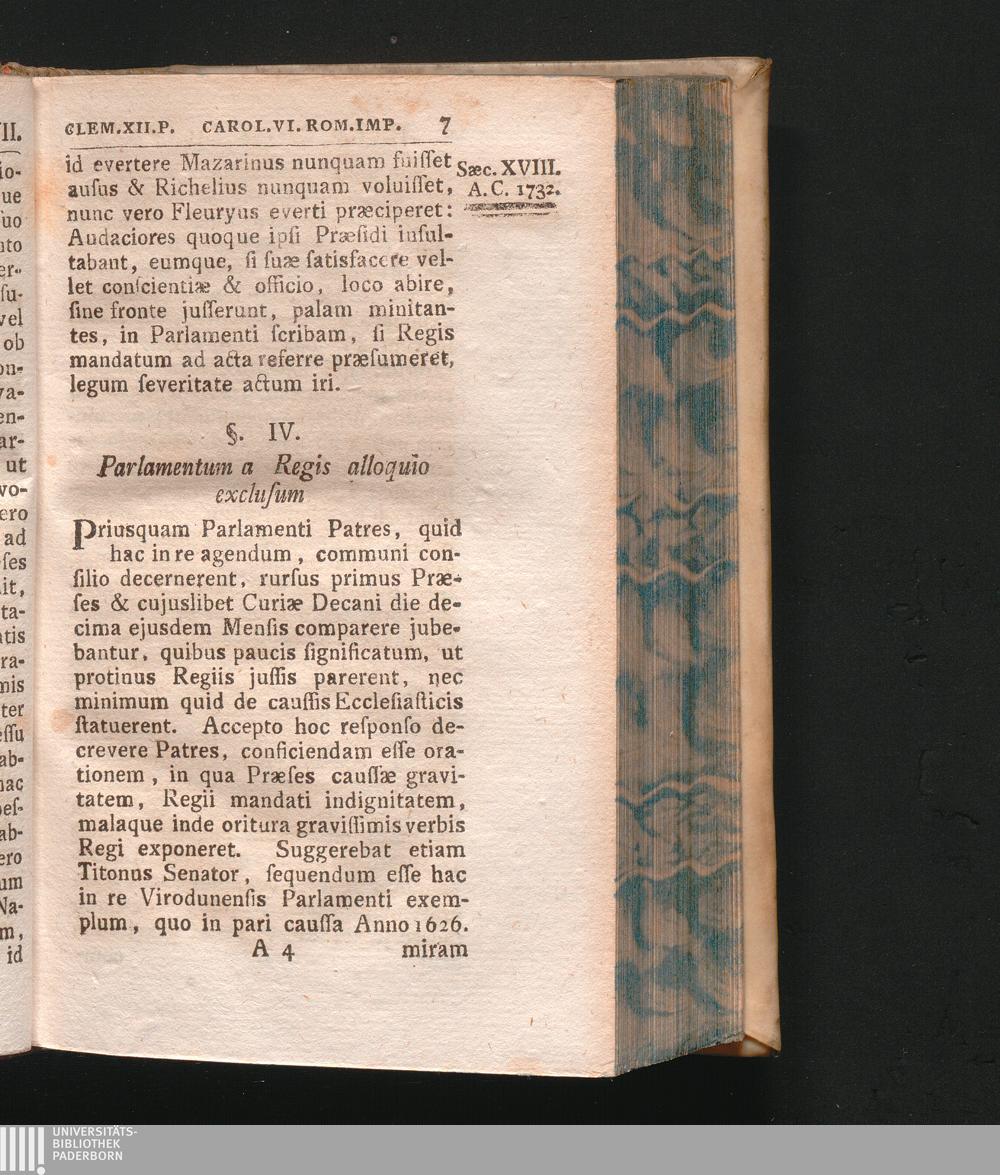 CLEM.XII.P. CAROL.VI.ROM.IMP. 7
Sæc. XVIII.
A. C. 1732.
id evertere Mazarinus nunquam fuiſſet
auſus & Richelius nunquam voluiſſet,
nunc vero Fleuryus everti præciperet:
Audaciores quoque ipſi Præſidi inſul-
tabant, eumque, ſi ſuæ ſatisfacere vel-
let conſcientiæ & officio, loco abire,
ſine fronte juſſerunt, palam minitan-
tes, in Parlamenti ſcribam, ſi Regis
mandatum ad acta referre præſumeret,
legum ſeveritate actum iri.
§. IV.
Parlamentum a Regis alloquio
excluſum
Priusquam Parlamenti Patres, quid
hac in re agendum, communi con-
ſilio decernerent, rurſus primus Præ-
ſes & cujuslibet Curiæ Decani die de-
cima ejusdem Menſis comparere jube-
bantur, quibus paucis ſignificatum, ut
protinus Regiis juſſis parerent, nec
minimum quid de cauſſis Eccleſiaſticis
ſtatuerent. Accepto hoc reſponſo de-
crevere Patres, conficiendam eſſe ora-
tionem, in qua Præſes cauſſæ gravi-
tatem, Regii mandati indignitatem,
malaque inde oritura graviſſimis verbis
Regi exponeret. Suggerebat etiam
Titonus Senator, ſequendum eſſe hac
in re Virodunenſis Parlamenti exem-
plum, quo in pari cauſſa Anno 1626.
A 4 miram
UNIVERSITÄTS-
BIBLIOTHEK
PADERBORN